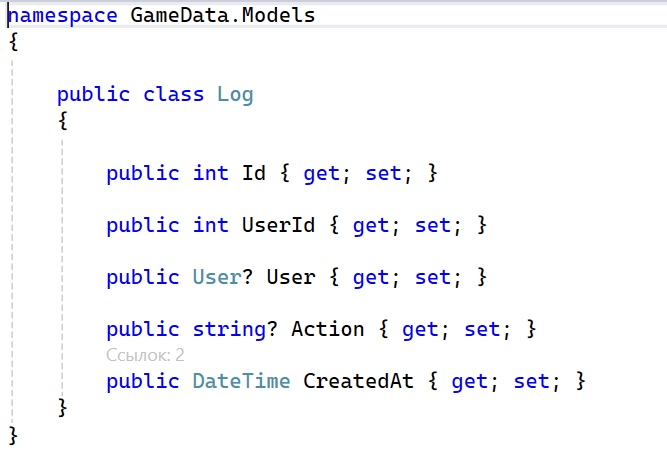 namespace GameData.Models
{
public class Log
{
public int Id { get; set; }
public int UserId { get; set; }
public User? User { get; set; }
public string? Action { get; set; }
Ссылок: 2
public DateTime CreatedAt { get; set; }
}
}